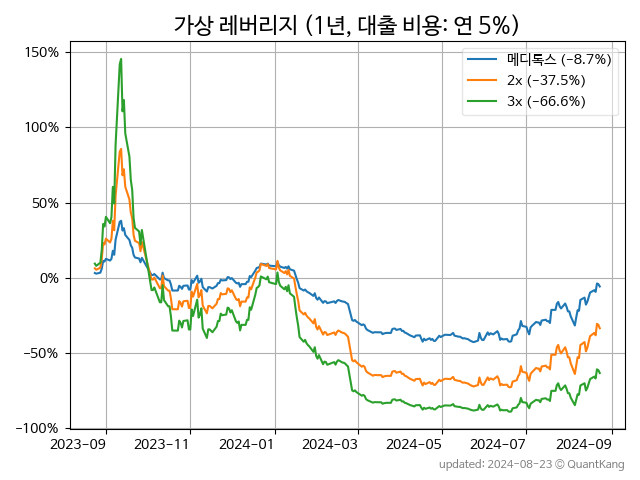 가상 레버리지 (1년, 대출 비용: 연 5%)
메디톡스 (−8.7%)
2x (−37.5%)
3x (−66.6%)
150%
100%
50%
0%
−50%
−100%
2023-09 2023-11 2024-01 2024-03 2024-05 2024-07 2024-09
updated: 2024-08-23 © QuantKang